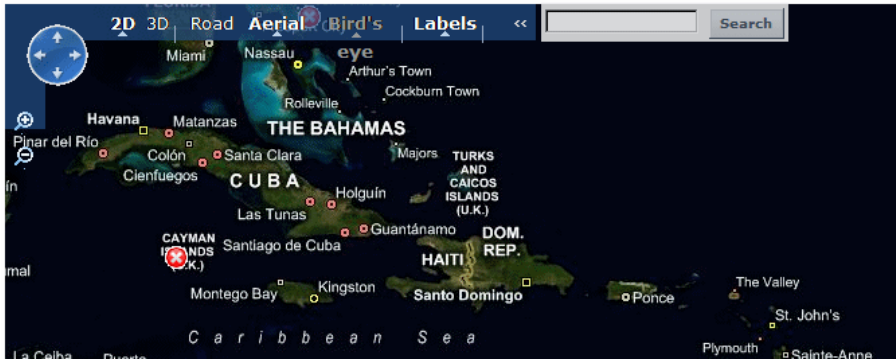 2D 3D Road Aerial Bird's eye Labels «
Search
Miami
Nassau
Arthur's Town
Cockburn Town
Rolleville
Havana
Matanzas
THE BAHAMAS
Pinar del Río
Colón
Santa Clara
Majors
Cienfuegos
TURKS
AND
CAICOS
ISLANDS
(U.K.)
CUBA
Holguín
Las Tunas
Guantánamo
CAYMAN
ISLANDS
(U.K.)
Santiago de Cuba
HAITI
DOM.
REP.
Montego Bay
Kingston
Santo Domingo
Ponce
The Valley
St. John's
Caribbean Sea
Plymouth
La Ceiba
Puerto
Sainte-Anne